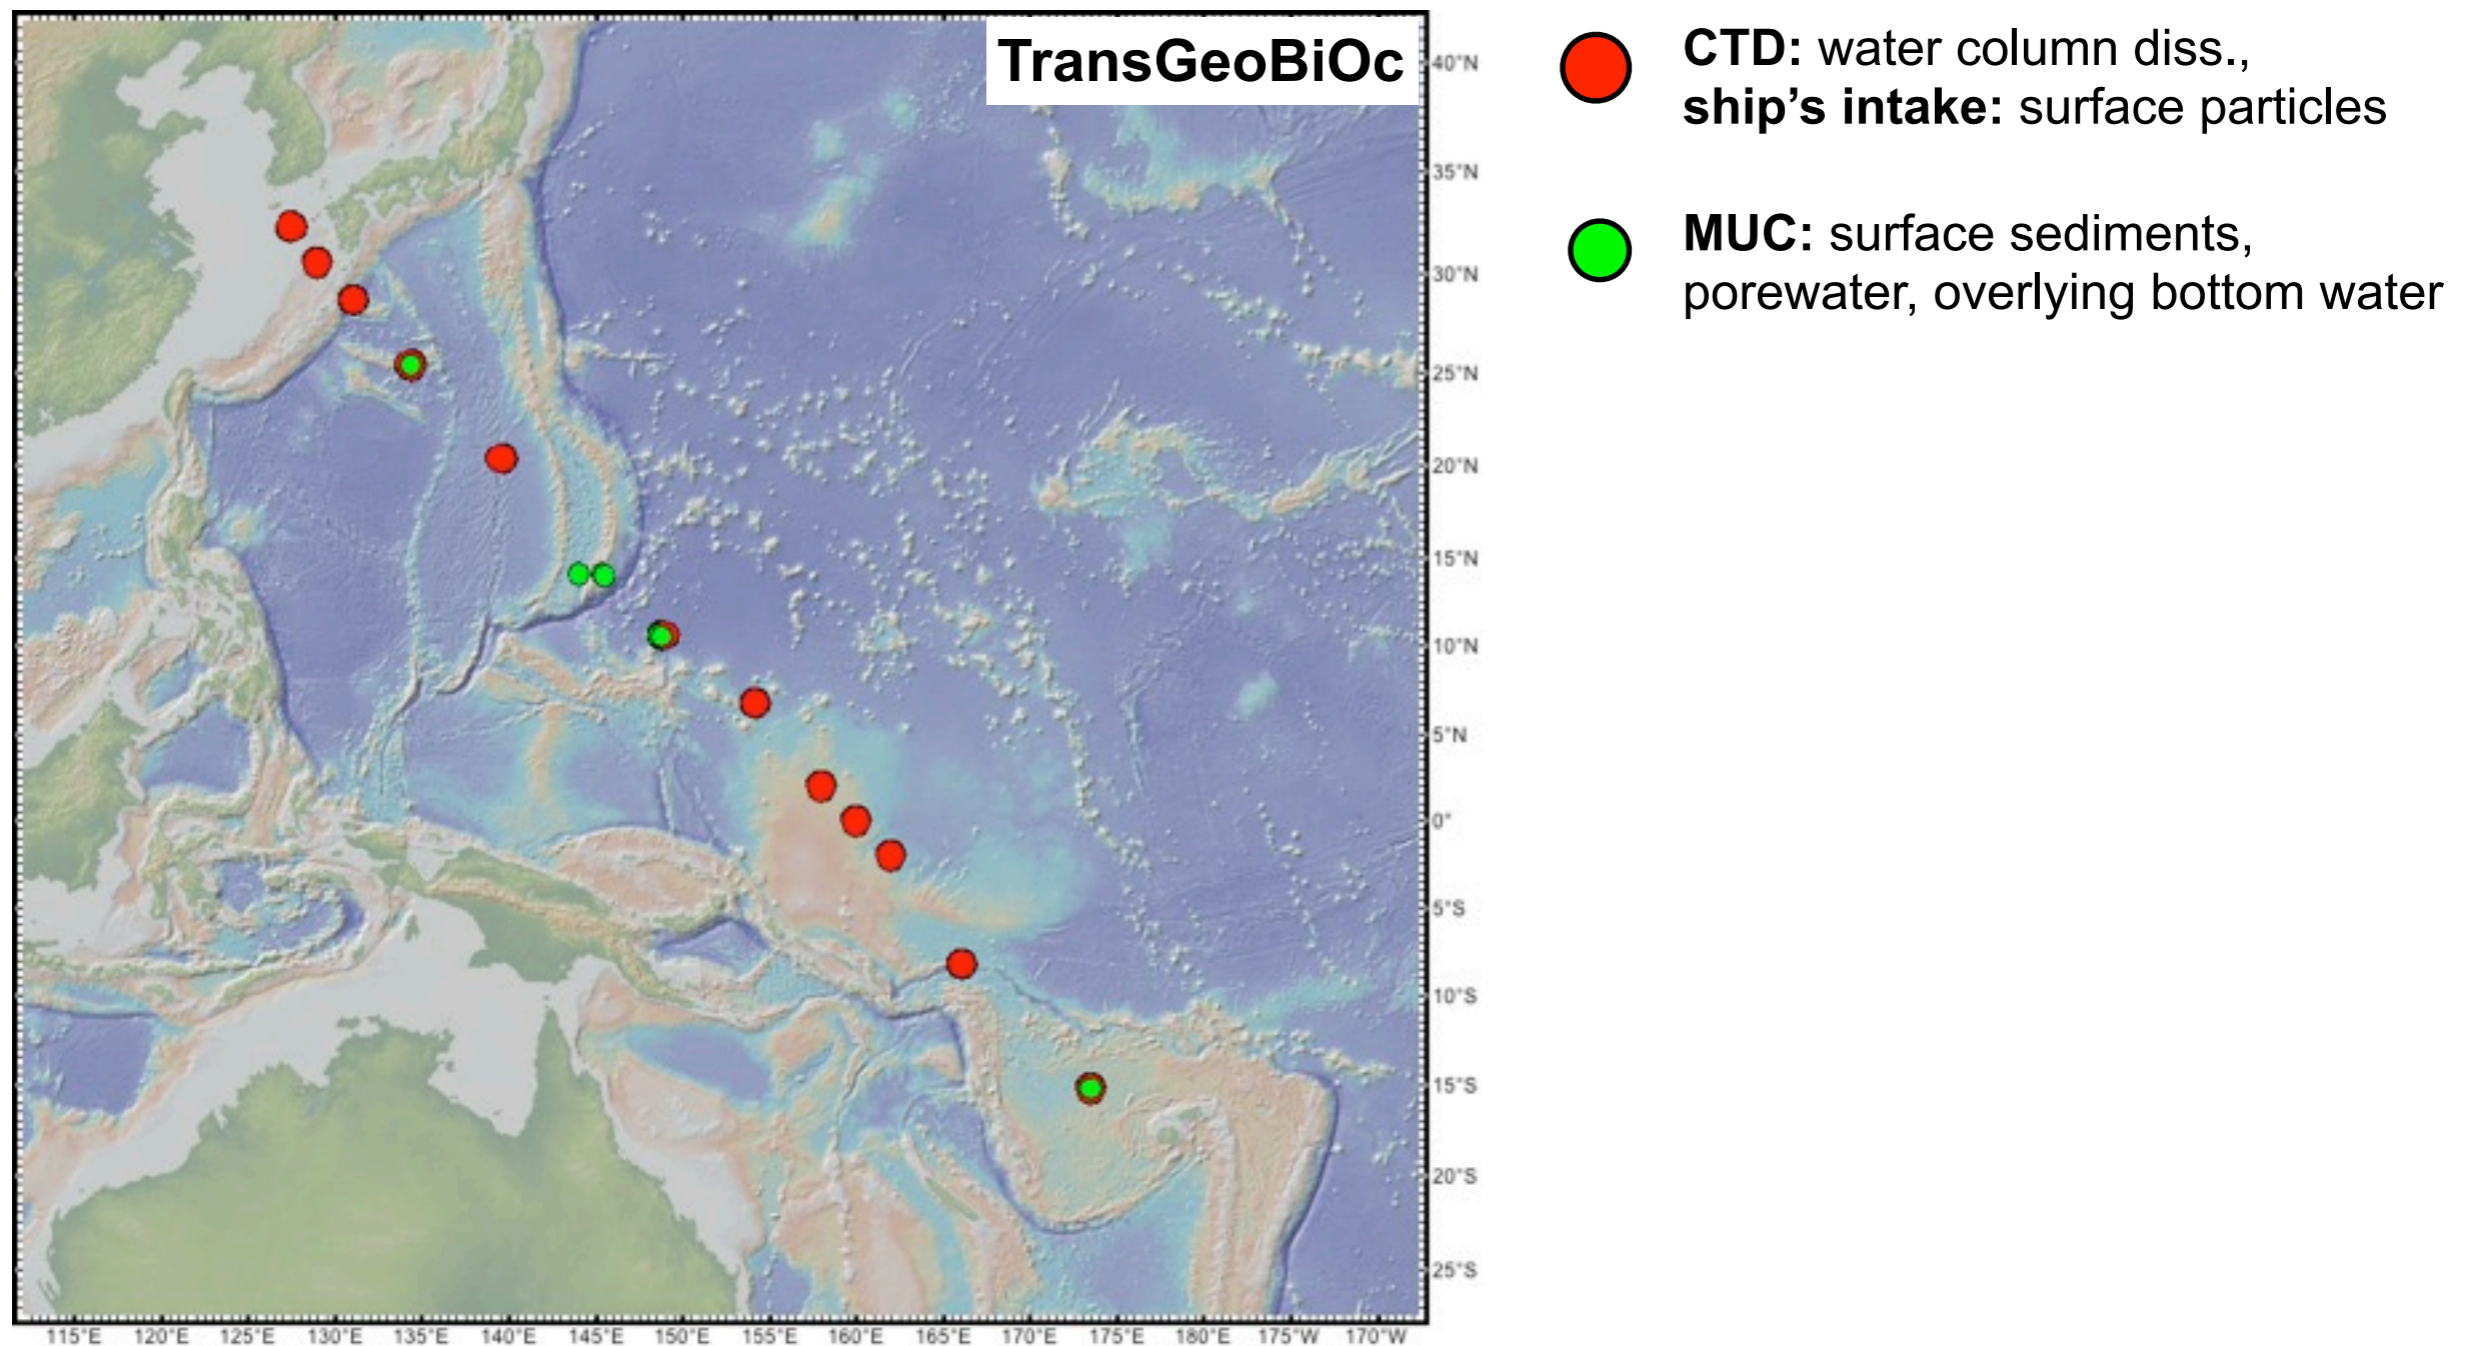 TransGeoBiOc
CTD: water column diss.,
ship’s intake: surface particles
MUC: surface sediments,
porewater, overlying bottom water
40°N
35°N
30°N
25°N
20°N
15°N
10°N
5°N
0°
5°S
10°S
15°S
20°S
25°S
115°E 120°E 125°E 130°E 135°E 140°E 145°E 150°E 155°E 160°E 165°E 170°E 175°E 180°E 175°W 170°W